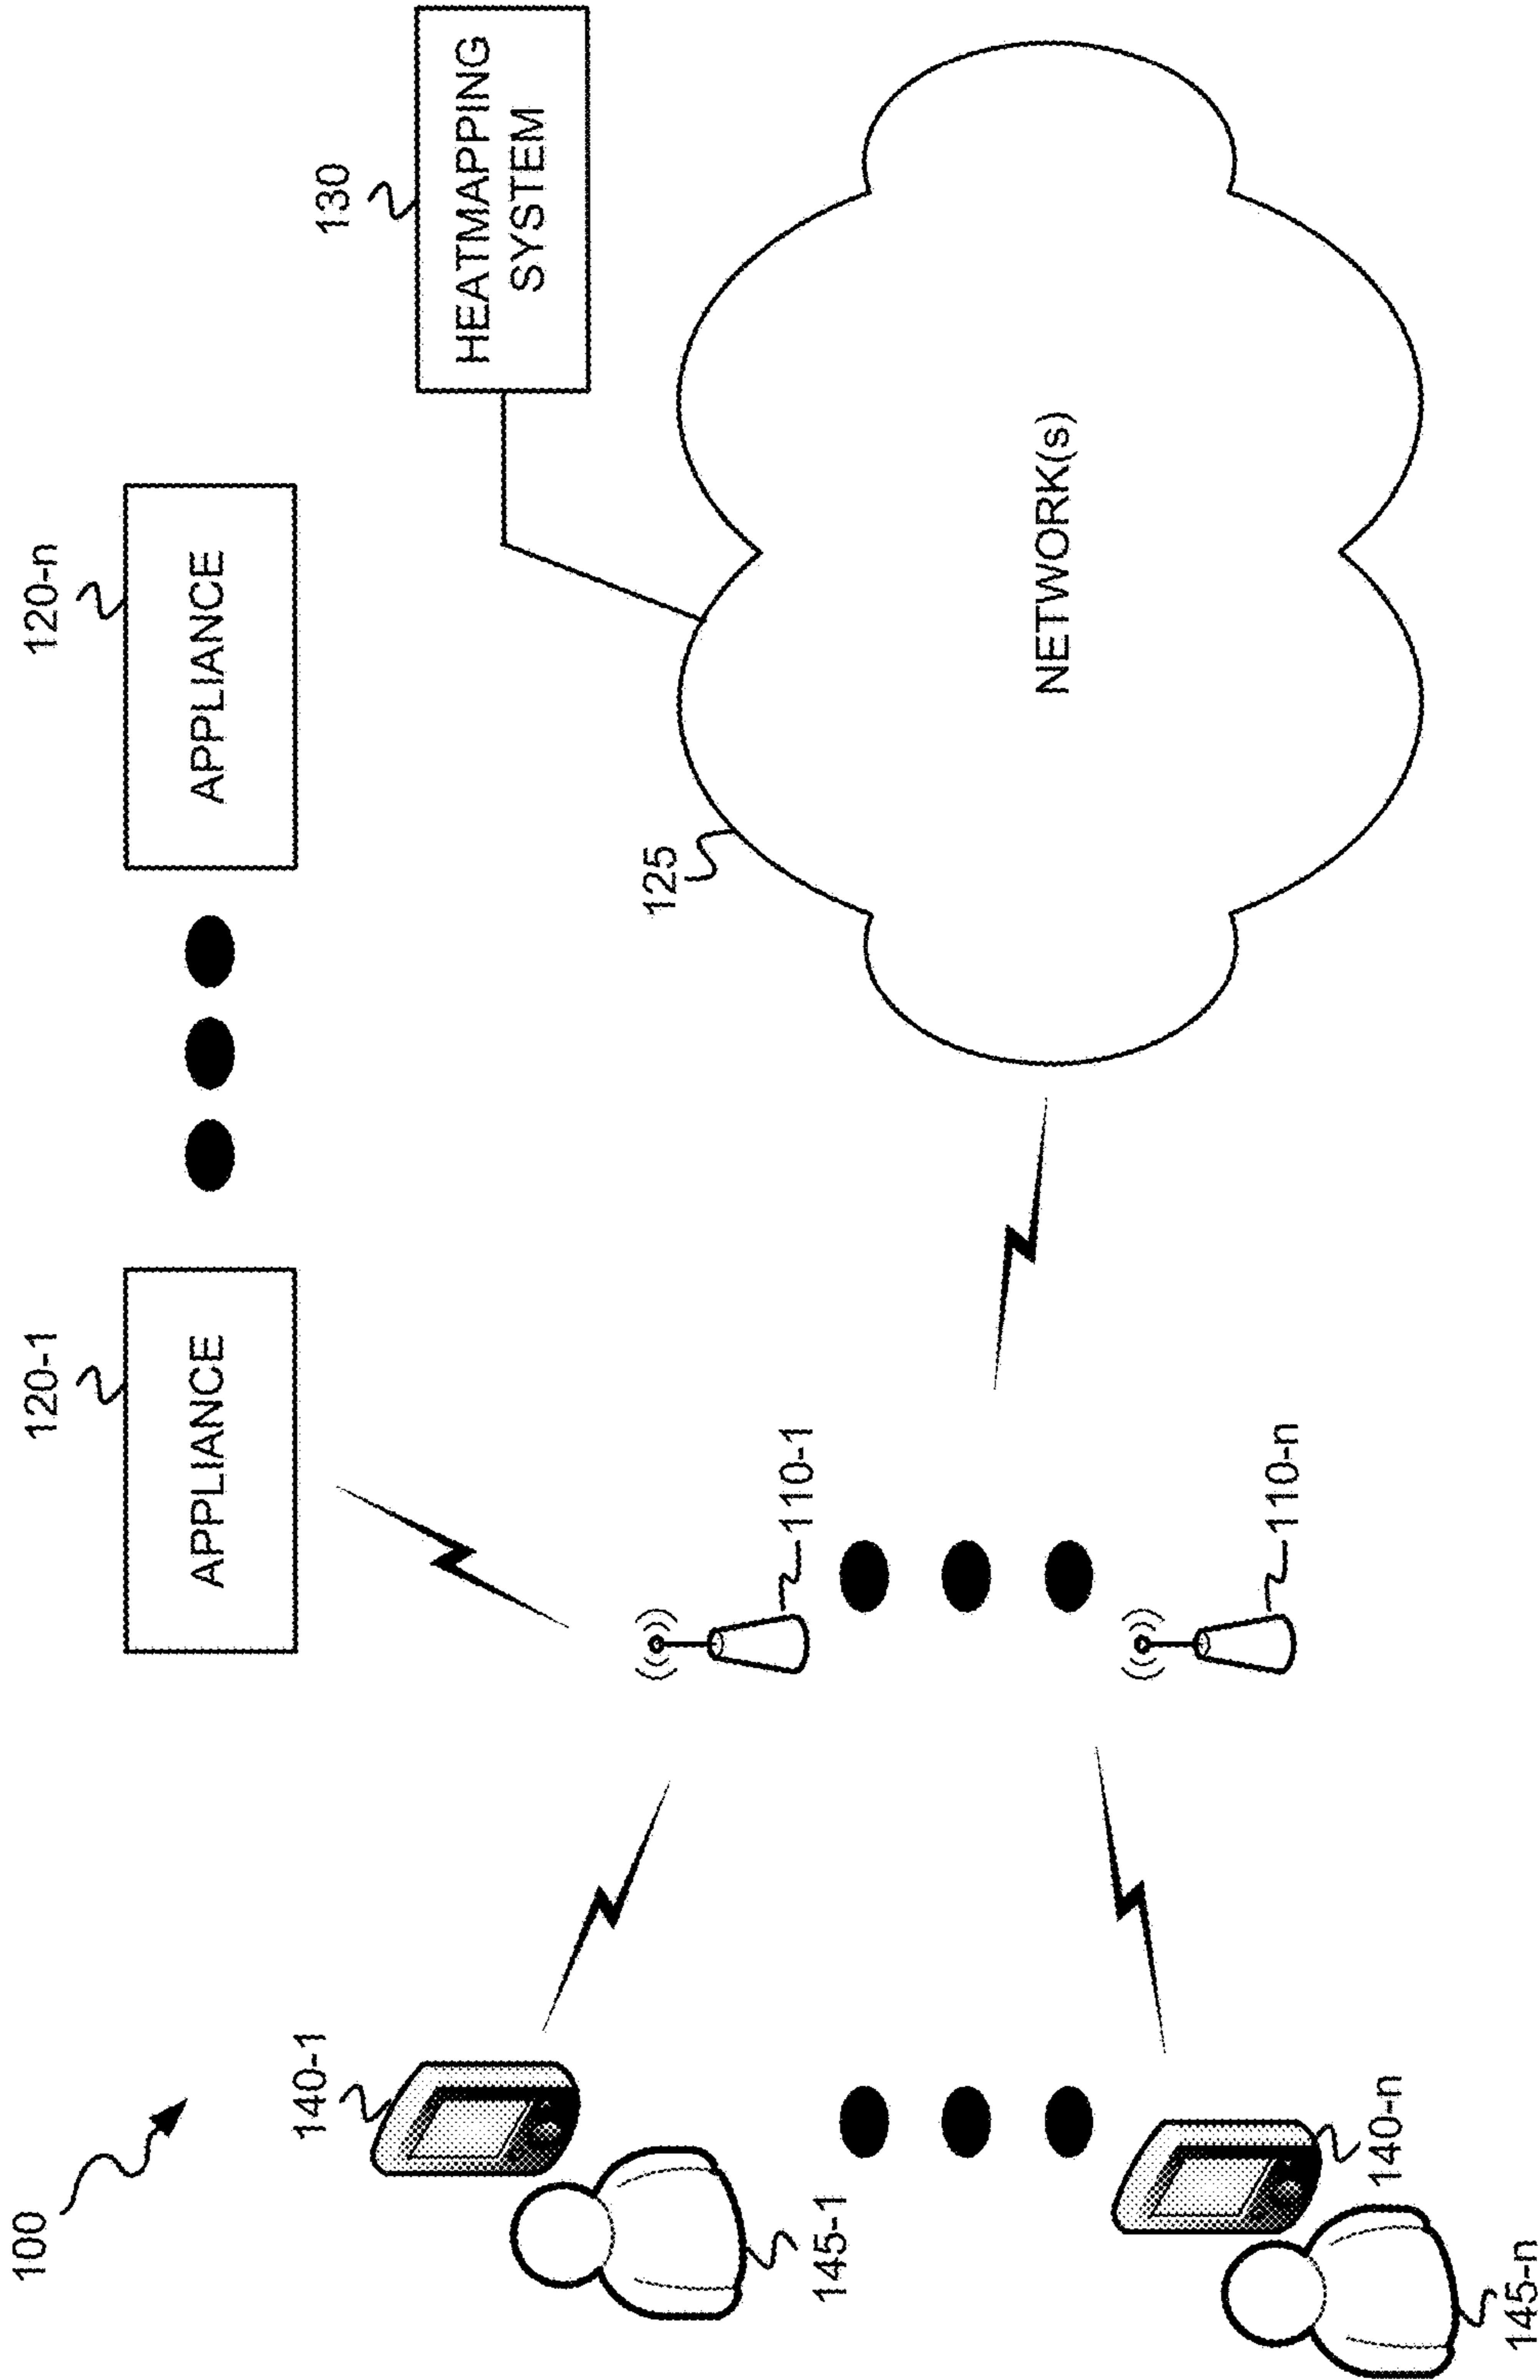 100
120-1
120-n
APPLIANCE
APPLIANCE
130
HEATMAPPING
SYSTEM
140-1
125
110-1
NETWORK(s)
145-1
110-n
140-n
145-n